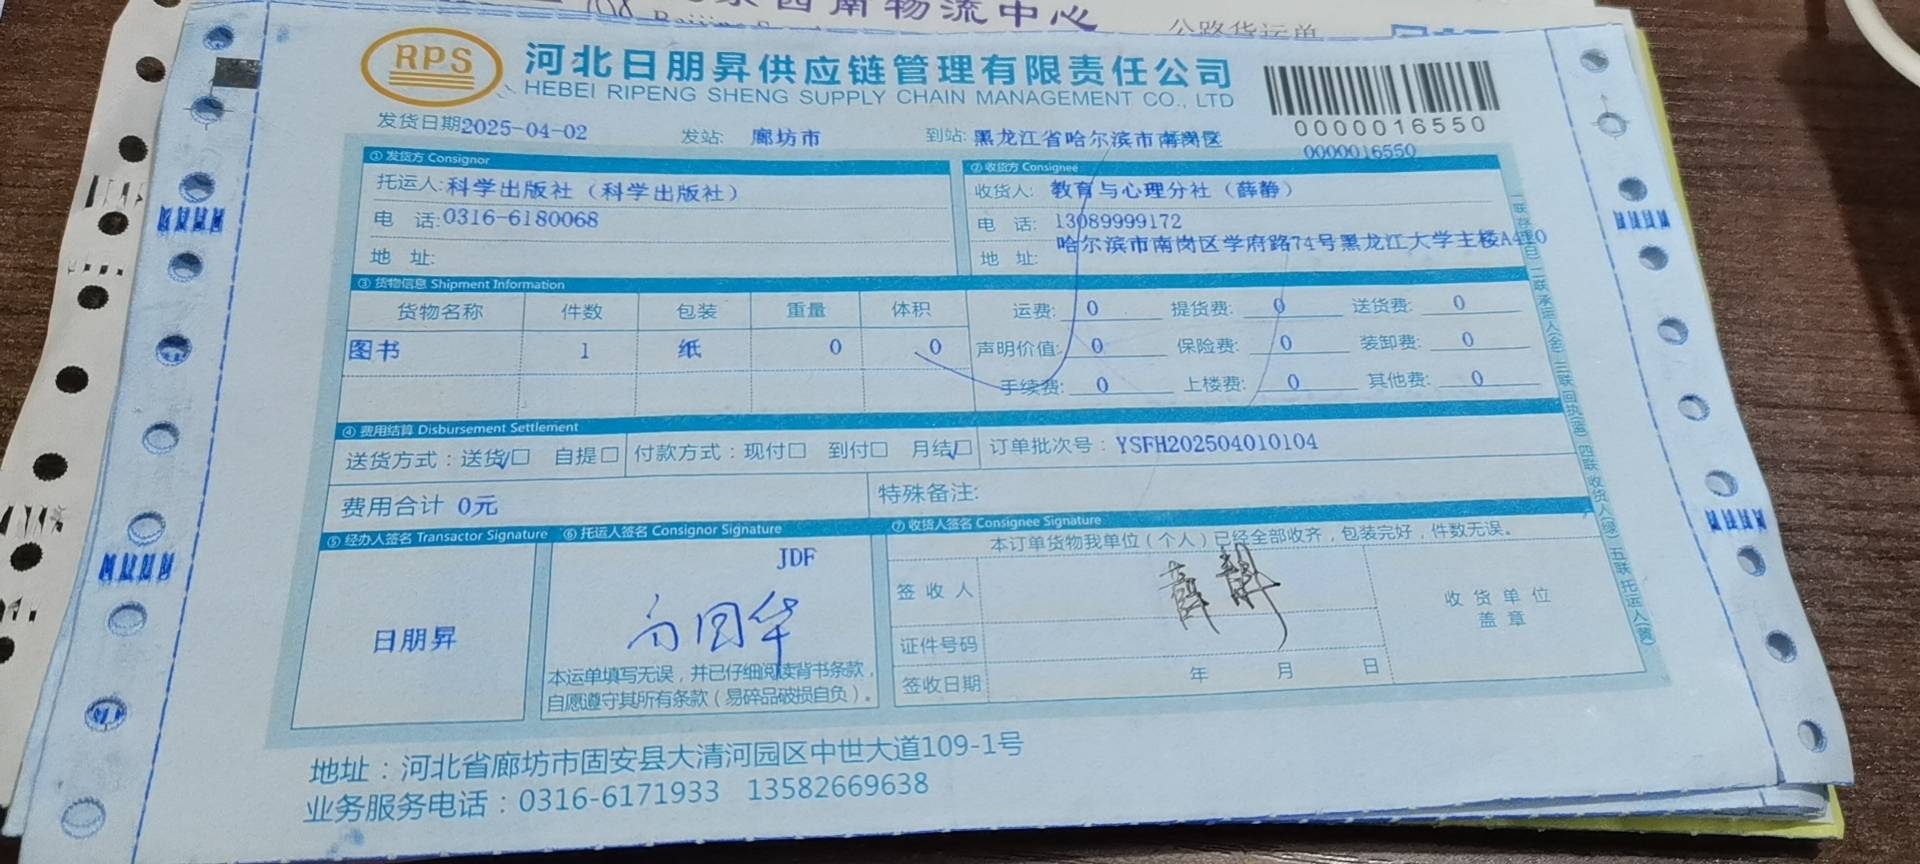 西南物流中心
公路货运单
RPS
河北日朋昇供应链管理有限责任公司
HEBEI RIPENG SHENG SUPPLY CHAIN MANAGEMENT CO., LTD
0000016550
0000016550
发货日期2025-04-02 发站: 廊坊市 到站: 黑龙江省哈尔滨市南岗区
① 发货方 Consignor ② 收货方 Consignee
托运人:科学出版社（科学出版社） 收货人: 教育与心理分社（薛静）
电 话:0316-6180068 电 话: 13089999172
地 址: 地 址: 哈尔滨市南岗区学府路74号黑龙江大学主楼A410
③ 货物信息 Shipment Information
货物名称 件数 包装 重量 体积 运费: 0 提货费: 0 送货费: 0
图书 1 纸 0 0 声明价值: 0 保险费: 0 装卸费: 0
手续费: 0 上楼费: 0 其他费: 0
④ 费用结算 Disbursement Settlement
送货方式：送货☐ 自提☐ 付款方式：现付☐ 到付☐ 月结☐ 订单批次号：YSFH202504010104
费用合计 0元 特殊备注:
⑤ 经办人签名 Transactor Signature ⑥ 托运人签名 Consignor Signature ⑦ 收货人签名 Consignee Signature
本订单货物我单位（个人）已经全部收齐，包装完好，件数无误。
JDF
签 收 人 薛静 收 货 单 位
盖 章
日朋昇
证件号码
本运单填写无误，并已仔细阅读背书条款，
自愿遵守其所有条款（易碎品破损自负）。
签收日期 年 月 日
地址：河北省廊坊市固安县大清河园区中世大道109-1号
业务服务电话：0316-6171933 13582669638